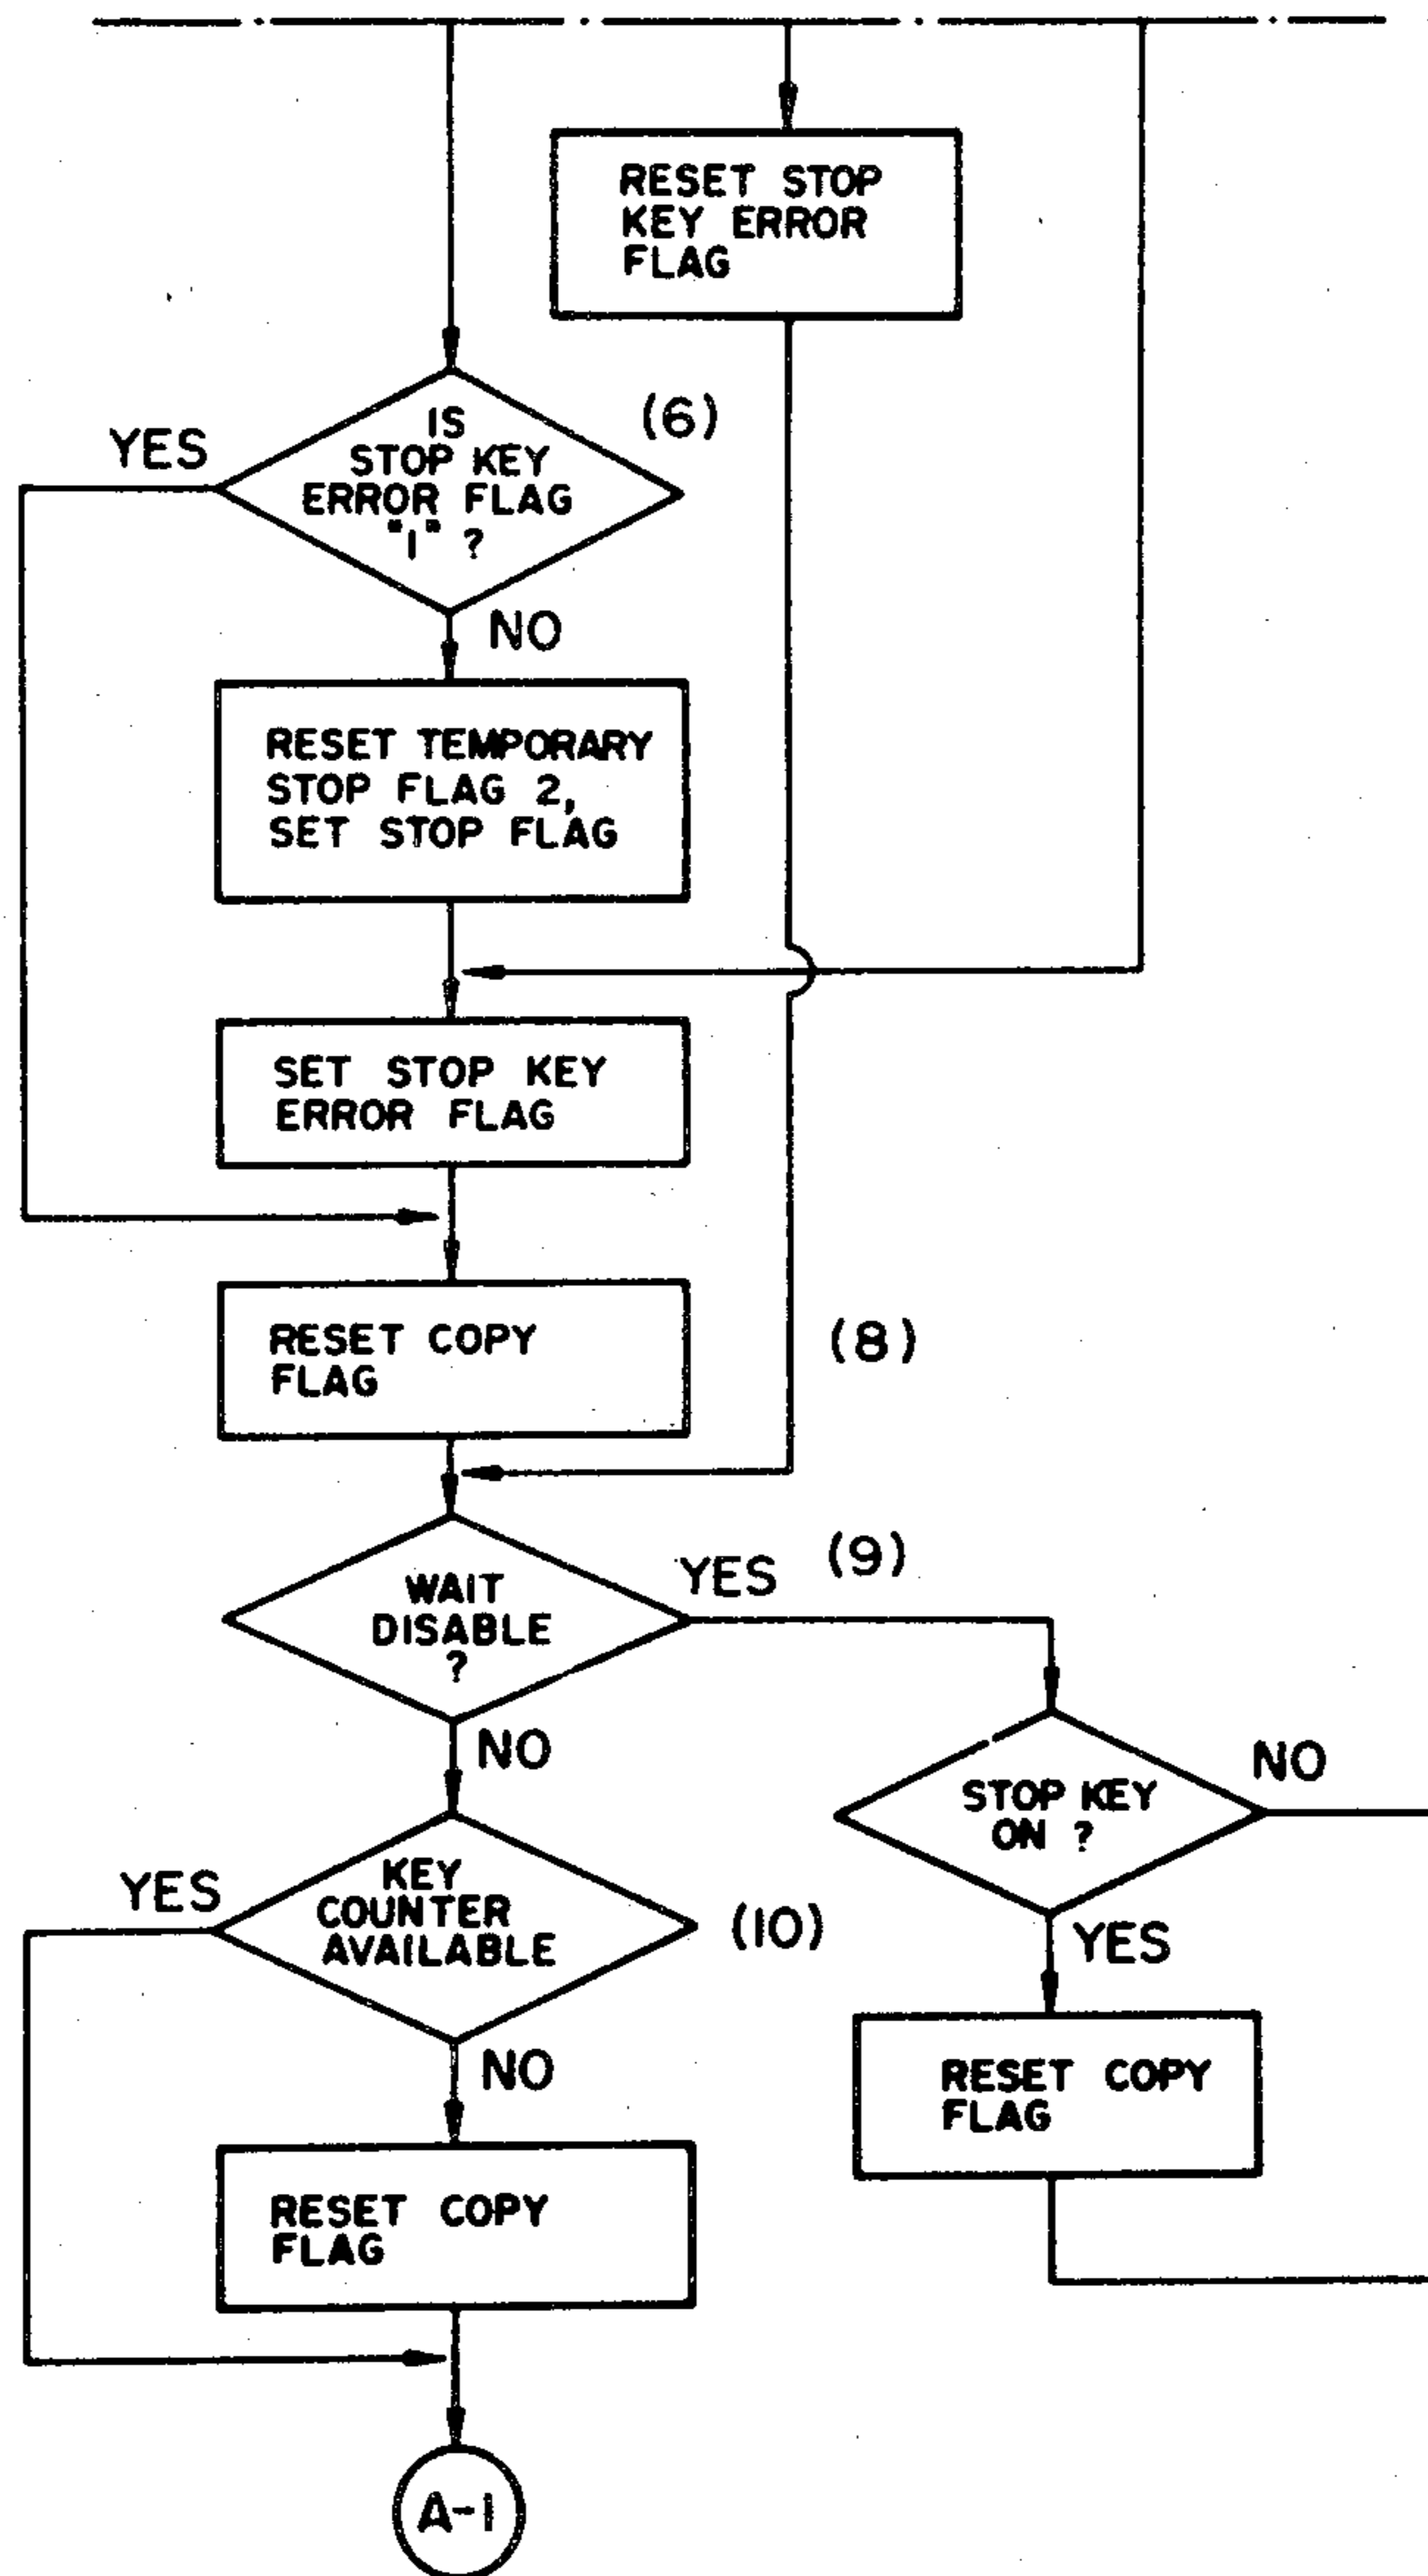 RESET STOP
KEY ERROR
FLAG
(6)
YES
IS
STOP KEY
ERROR FLAG
"1" ?
NO
RESET TEMPORARY
STOP FLAG 2,
SET STOP FLAG
SET STOP KEY
ERROR FLAG
RESET COPY
FLAG
(8)
WAIT
DISABLE
?
YES
(9)
NO
STOP KEY
ON ?
NO
YES
KEY
COUNTER
AVAILABLE
YES
(10)
NO
RESET COPY
FLAG
RESET COPY
FLAG
A-1